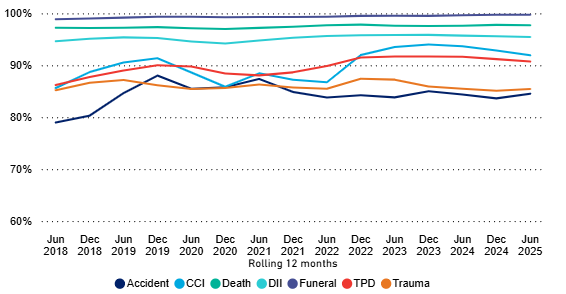 100%
90%
80%
70%
60%
Jun Dec Jun Dec Jun Dec Jun Dec Jun Dec Jun Dec Jun Dec Jun
2018 2018 2019 2019 2020 2020 2021 2021 2022 2022 2023 2023 2024 2024 2025
Rolling 12 months
Accident CCI Death DII Funeral TPD Trauma